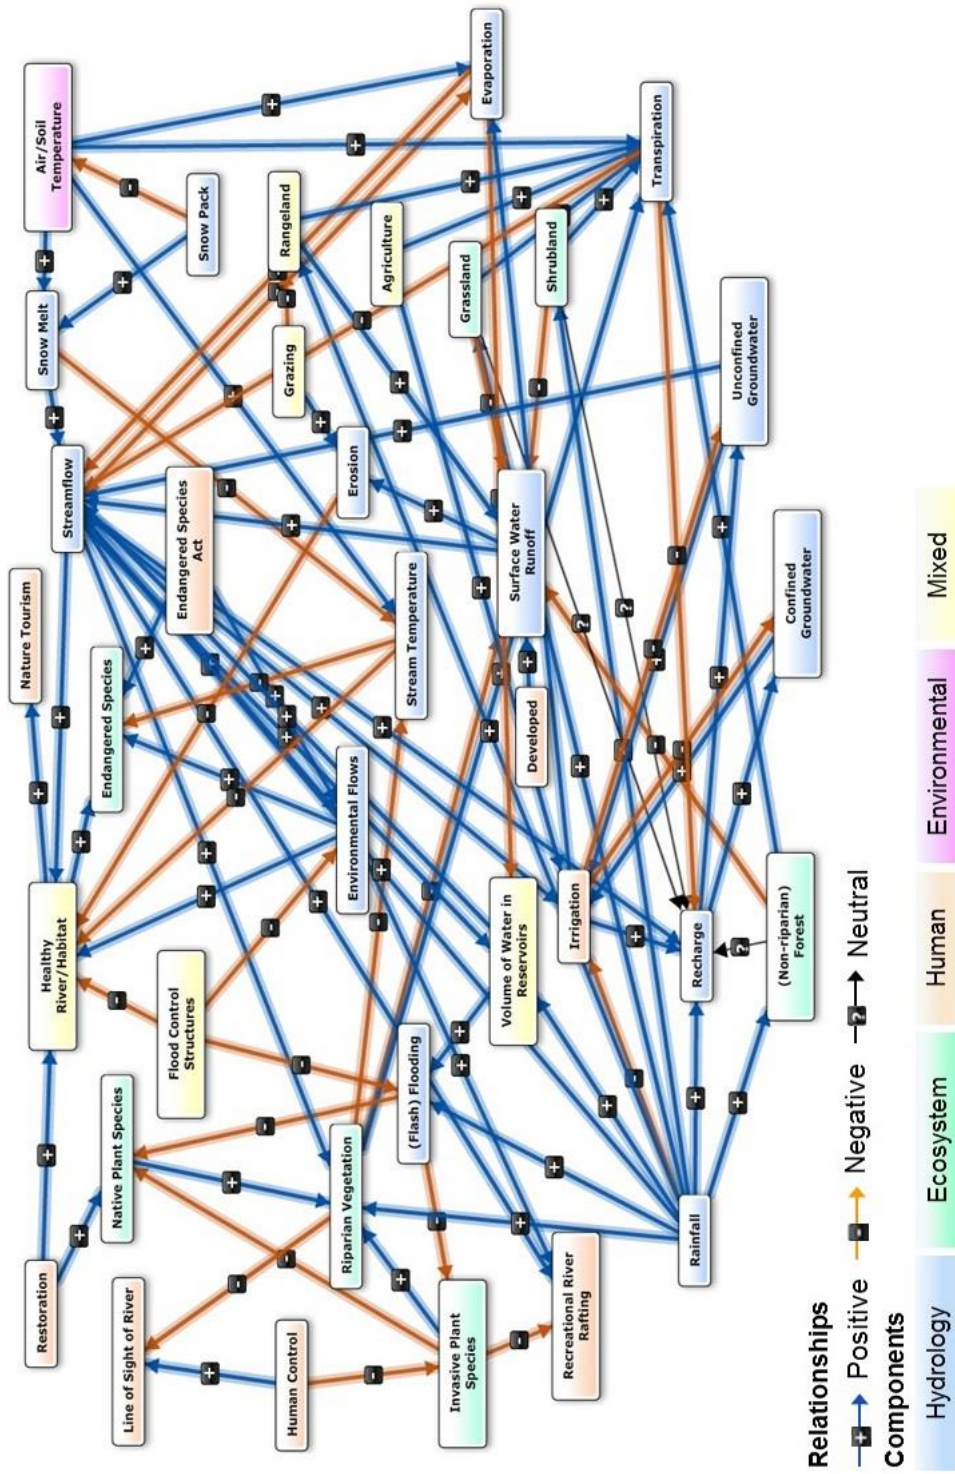 Restoration
Healthy
River/Habitat
Nature Tourism
Streamflow
Snow Melt
Air/Soil
Temperature
Line of Sight of River
Native Plant Species
Flood Control
Structures
Endangered Species
Endangered Species
Act
Snow Pack
Human Control
Riparian Vegetation
Environmental Flows
Erosion
Grazing
Rangeland
Invasive Plant
Species
(Flash) Flooding
Stream Temperature
Agriculture
Recreational River
Rafting
Volume of Water in
Reservoirs
Developed
Surface Water
Runoff
Grassland
Evaporation
Irrigation
Shrubland
Rainfall
Recharge
Transpiration
(Non-riparian)
Forest
Confined
Groundwater
Unconfined
Groundwater
Relationships
+ Positive - Negative ? Neutral
Components
Hydrology Ecosystem Human Environmental Mixed